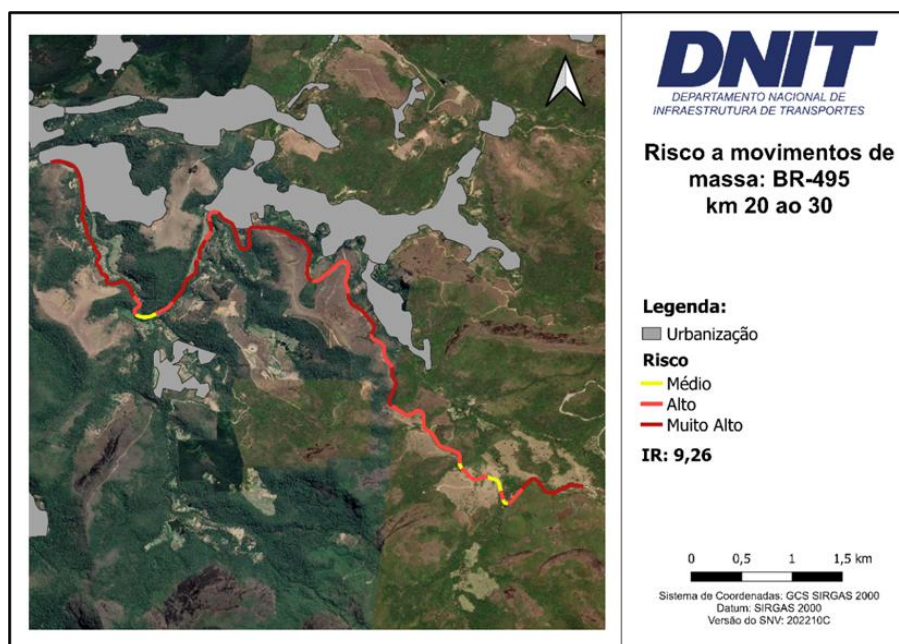 DNIT
DEPARTAMENTO NACIONAL DE
INFRAESTRUTURA DE TRANSPORTES
Risco a movimentos de
massa: BR-495
km 20 ao 30
Legenda:
Urbanização
Risco
Médio
Alto
Muito Alto
IR: 9,26
0 0,5 1 1,5 km
Sistema de Coordenadas: GCS SIRGAS 2000
Datum: SIRGAS 2000
Versão do SNV: 202210C